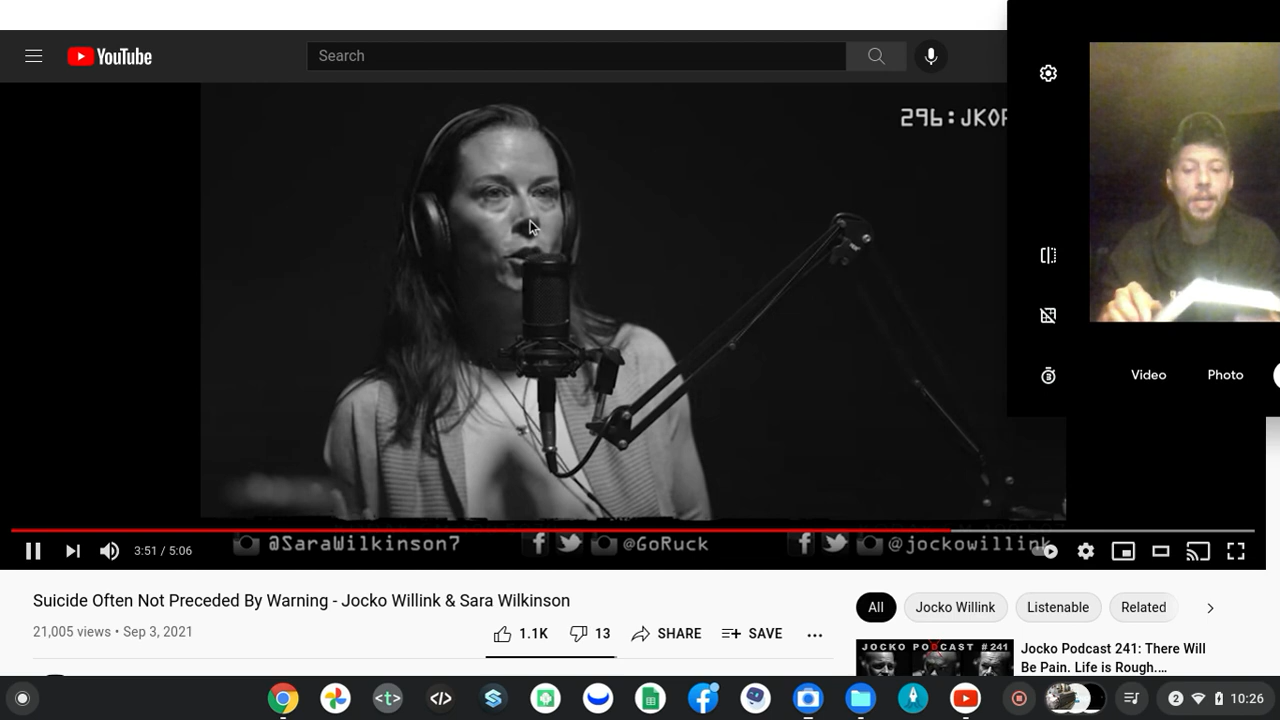 YouTube
Search
296:JKOP
@SaraWilkinson7
@GoRuck
@jockowillink
3:51 / 5:06
Video
Photo
Suicide Often Not Preceded By Warning - Jocko Willink & Sara Wilkinson
21,005 views • Sep 3, 2021
1.1K
13
SHARE
SAVE
All
Jocko Willink
Listenable
Related
JOCKO PODCAST #241
Jocko Podcast 241: There Will
Be Pain. Life is Rough....
<t>
</>
2
10:26